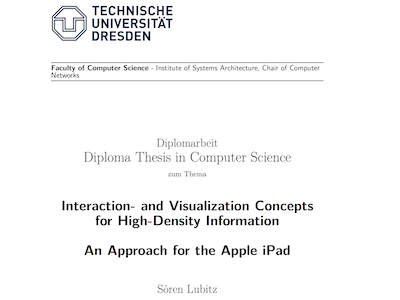 TECHNISCHE
UNIVERSITÄT
DRESDEN
Faculty of Computer Science - Institute of Systems Architecture, Chair of Computer
Networks
Diplomarbeit
Diploma Thesis in Computer Science
zum Thema
Interaction- and Visualization Concepts
for High-Density Information
An Approach for the Apple iPad
Sören Lubitz